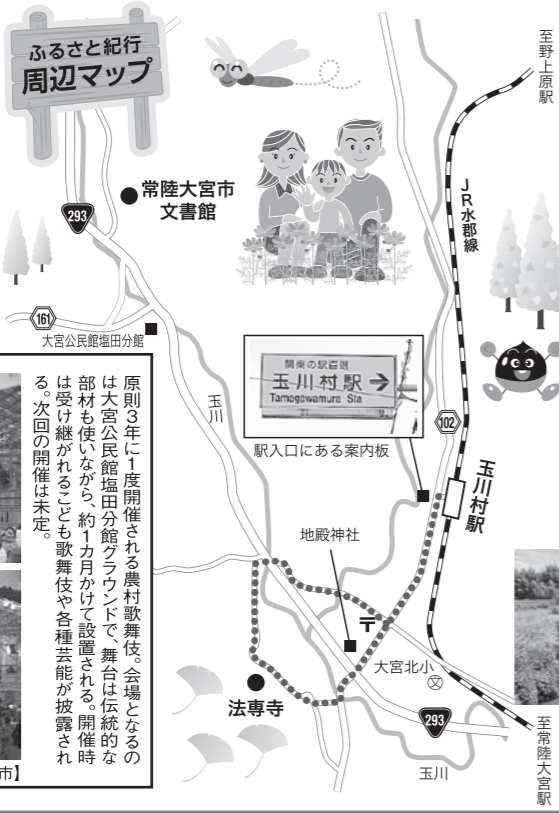 ふるさと紀行
周辺マップ
至野上原駅
常陸大宮市
文書館
293
JR水郡線
161
大宮公民館塩田分館
関東の駅百選
玉川村駅→
Tamagawamura Sta
駅入口にある案内板
102
玉川
玉川村駅
原則3年に1度開催される農村歌舞伎。会場となるの
は大宮公民館塩田分館グラウンドで、舞台は伝統的な
部材も使いながら、約1カ月かけて設置される。開催時
は受け継がれるこども歌舞伎や各種芸能が披露され
る。次回の開催は未定。
地殿神社
〒
大宮北小
文
法専寺
293
玉川
至常陸大宮駅
市】